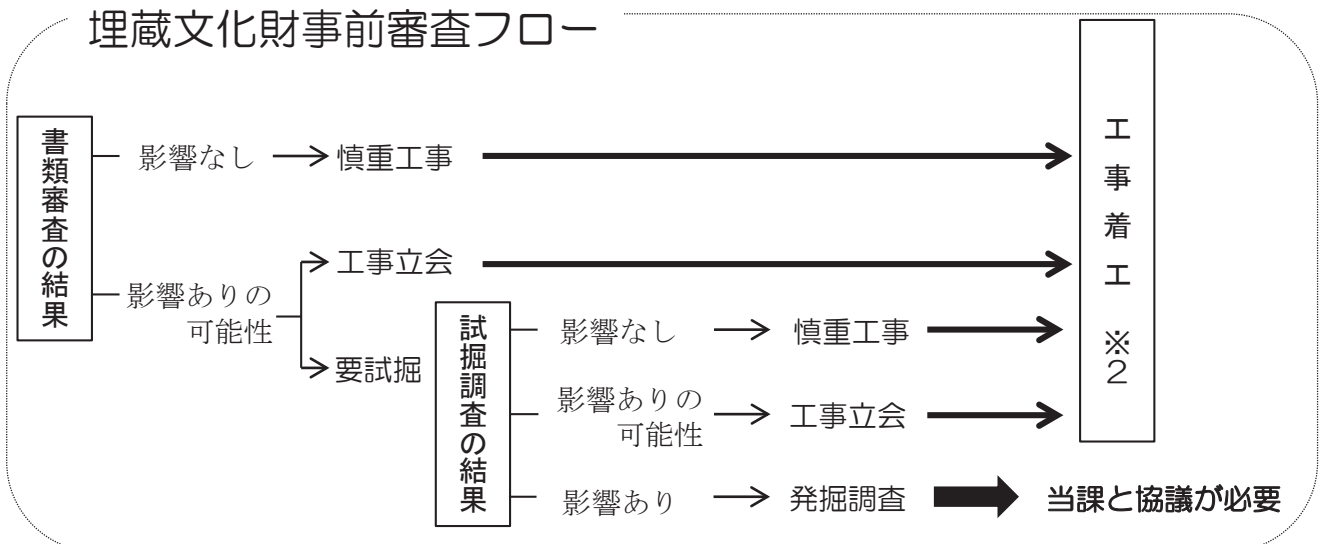 埋蔵文化財事前審査フロー
書類審査の結果
影響なし
慎重工事
影響ありの
可能性
工事立会
要試掘
試掘調査の結果
影響なし
慎重工事
影響ありの
可能性
工事立会
影響あり
発掘調査
当課と協議が必要
工事着工 ※2